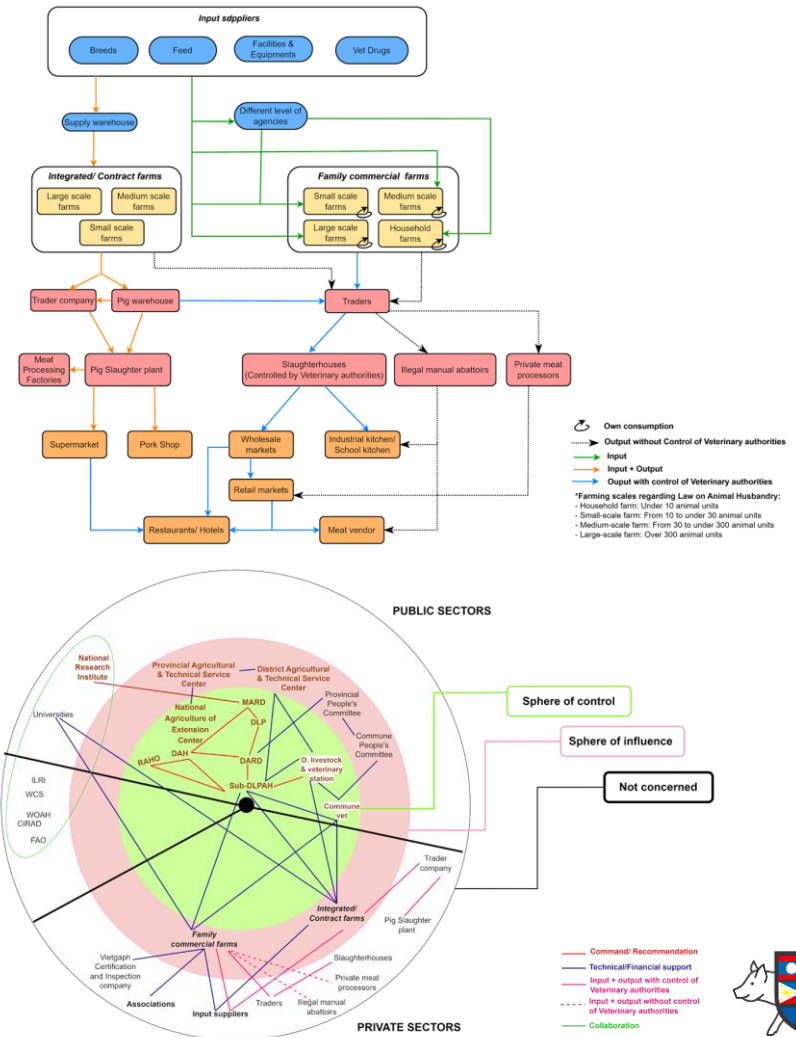 Input sdppliers
Breeds
Feed
Facilities &
Equipments
Vet Drugs
Supply warehouse
Different level of
agencies
Integrated/ Contract farms
Large scale
farms
Medium scale
farms
Small scale
farms
Family commercial farms
Small scale
farms
Medium scale
farms
Large scale
farms
Household
farms
Trader company
Pig warehouse
Traders
Meat
Processing
Factories
Pig Slaughter plant
Slaughterhouses
(Controlled by Veterinary authorities)
Illegal manual abattoirs
Private meat
processors
Supermarket
Pork Shop
Wholesale
markets
Industrial kitchen/
School kitchen
Retail markets
Restaurants/ Hotels
Meat vendor
Own consumption
Output without Control of Veterinary authorities
Input
Input + Output
Ouput with control of Veterinary authorities
*Farming scales regarding Law on Animal Husbandry:
- Household farm: Under 10 animal units
- Small-scale farm: From 10 to under 30 animal units
- Medium-scale farm: From 30 to under 300 animal units
- Large-scale farm: Over 300 animal units
PUBLIC SECTORS
National
Research
Institute
Universities
Provincial Agricultural
& Technical Service
Center
District Agricultural
& Technical Service
Center
National
Agriculture of
Extension
Center
MARD
DLP
Provincial
People's
Committee
Commune
People's
Committee
DAH
RAHO
DARD
D. livestock
& veterinary
station
Sub-DLPAH
Commune
vet
ILRI
WCS
WOAH
CIRAD
FAO
Sphere of control
Sphere of influence
Not concerned
Trader
company
Pig Slaughter
plant
Integrated/
Contract farms
Family
commercial farms
Slaughterhouses
Private meat
processors
Illegal manual
abattoirs
Traders
Input suppliers
Associations
Vietgaph
Certification
and Inspection
company
PRIVATE SECTORS
Command/ Recommendation
Technical/Financial support
Input + output with control of
Veterinary authorities
Input + output without control
of Veterinary authorities
Collaboration